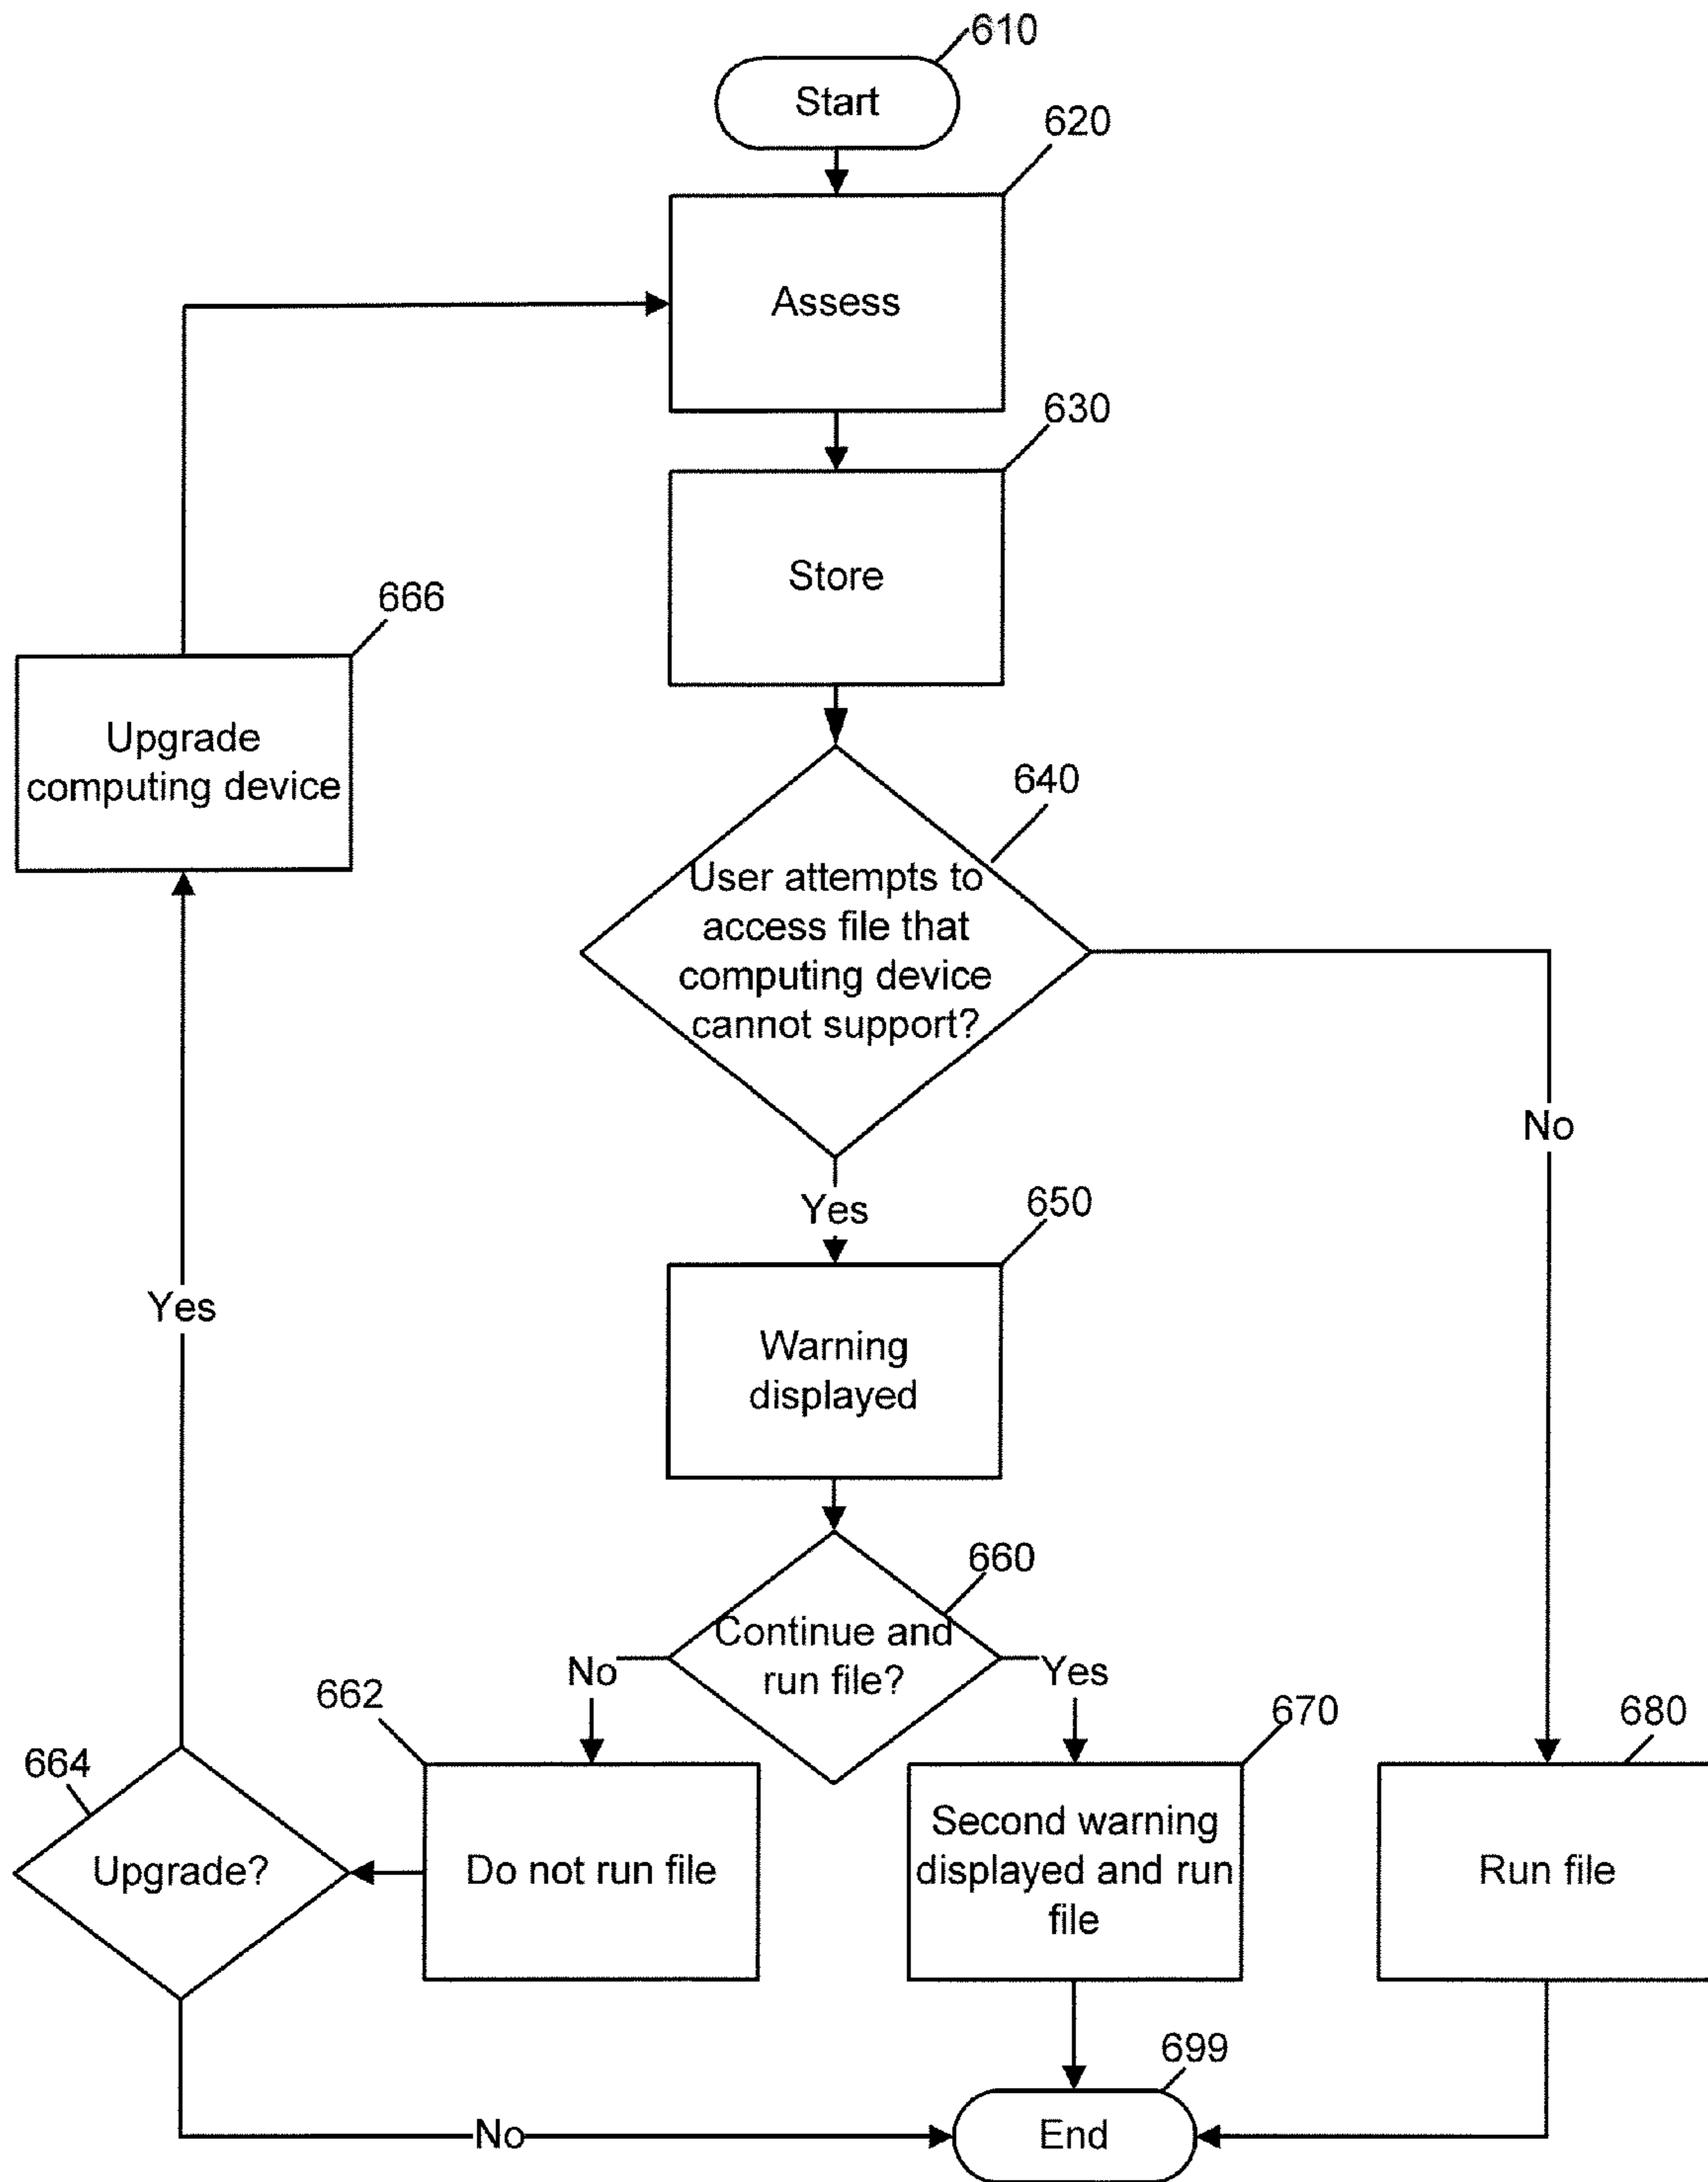 610
Start
620
Assess
630
Store
666
Upgrade
computing device
640
User attempts to
access file that
computing device
cannot support?
No
Yes
650
Warning
displayed
Yes
660
Continue and
run file?
No
Yes
662
670
680
664
Upgrade?
Do not run file
Second warning
displayed and run
file
Run file
699
No
End